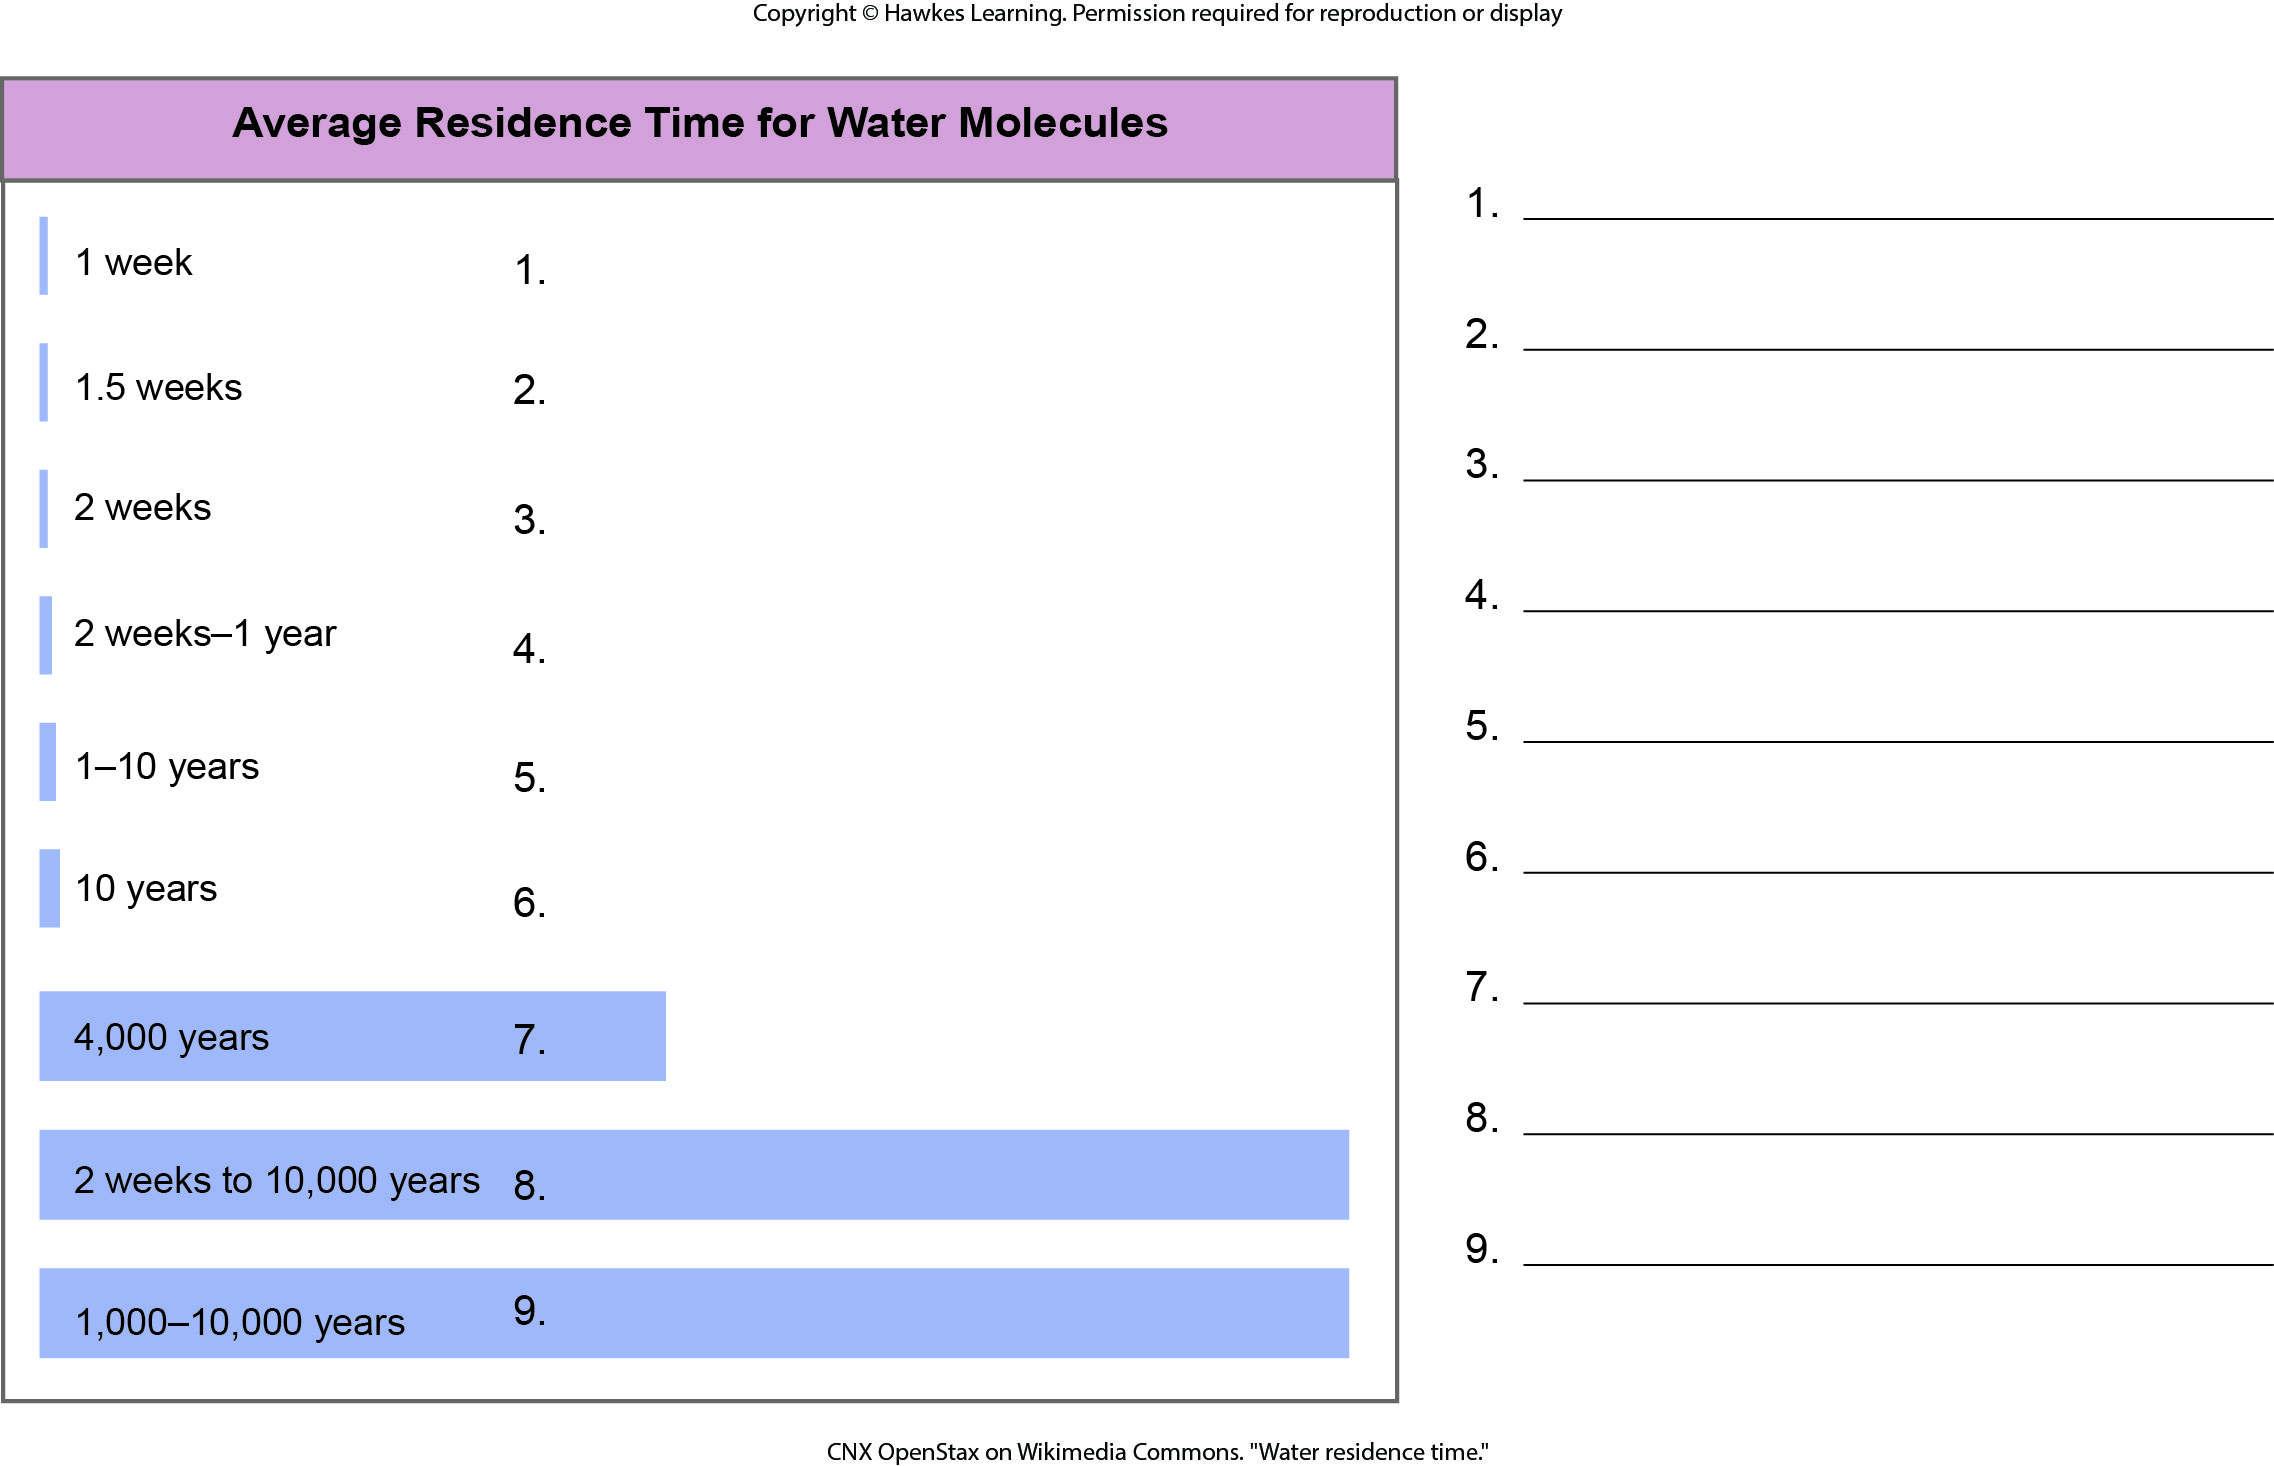 Copyright © Hawkes Learning. Permission required for reproduction or display
Average Residence Time for Water Molecules
1 week 1.
1.5 weeks 2.
2 weeks 3.
2 weeks–1 year 4.
1–10 years 5.
10 years 6.
4,000 years 7.
2 weeks to 10,000 years 8.
1,000–10,000 years 9.
1.
2.
3.
4.
5.
6.
7.
8.
9.
CNX OpenStax on Wikimedia Commons. "Water residence time."